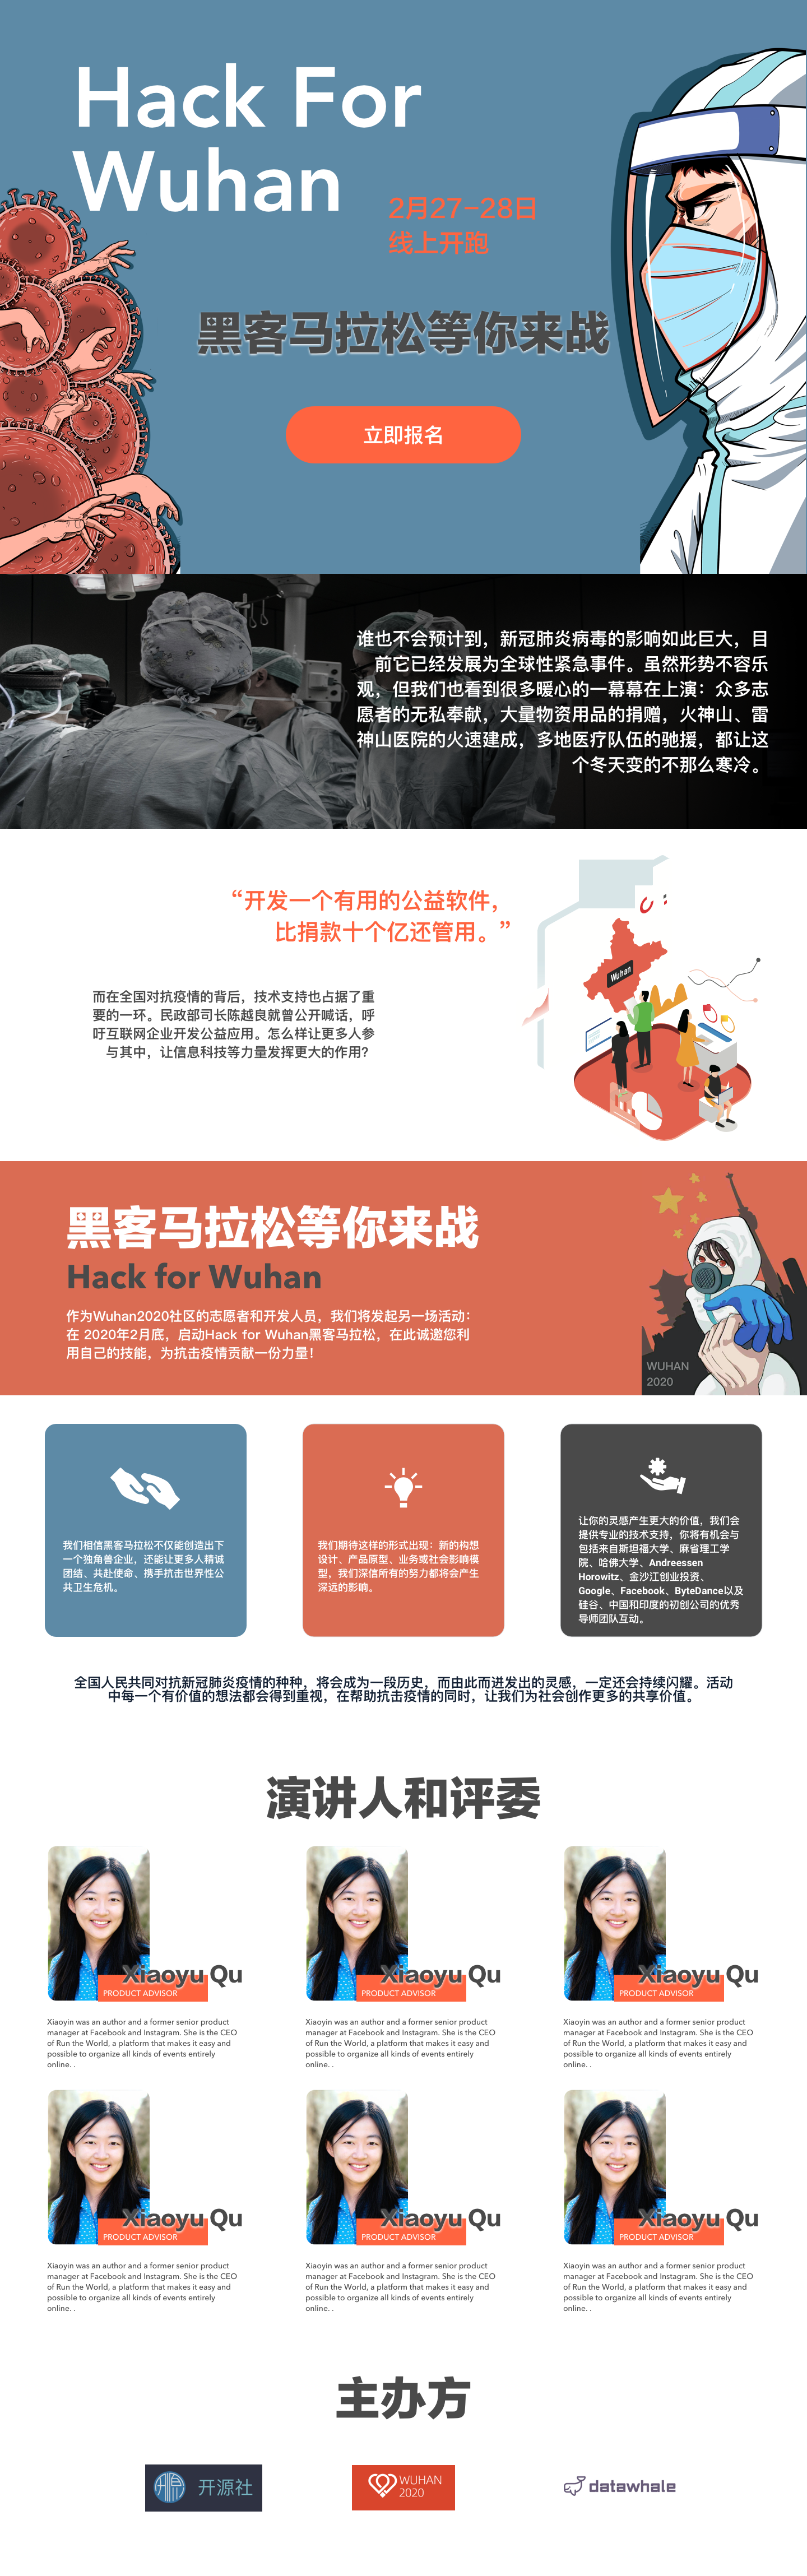 Hack For
Wuhan
2月27-28日
线上开跑
黑客马拉松等你来战
立即报名
谁也不会预计到，新冠肺炎病毒的影响如此巨大，目
前它已经发展为全球性紧急事件。虽然形势不容乐
观，但我们也看到很多暖心的一幕幕在上演：众多志
愿者的无私奉献，大量物资用品的捐赠，火神山、雷
神山医院的火速建成，多地医疗队伍的驰援，都让这
个冬天变的不那么寒冷。
“开发一个有用的公益软件，
比捐款十个亿还管用。”
Wuhan
而在全国对抗疫情的背后，技术支持也占据了重
要的一环。民政部司长陈越良就曾公开喊话，呼
吁互联网企业开发公益应用。怎么样让更多人参
与其中，让信息科技等力量发挥更大的作用？
黑客马拉松等你来战
Hack for Wuhan
作为Wuhan2020社区的志愿者和开发人员，我们将发起另一场活动：
在 2020年2月底，启动Hack for Wuhan黑客马拉松，在此诚邀您利
用自己的技能，为抗击疫情贡献一份力量！
WUHAN
2020
我们相信黑客马拉松不仅能创造出下
一个独角兽企业，还能让更多人精诚
团结、共赴使命、携手抗击世界性公
共卫生危机。
我们期待这样的形式出现：新的构想
设计、产品原型、业务或社会影响模
型，我们深信所有的努力都将会产生
深远的影响。
让你的灵感产生更大的价值，我们会
提供专业的技术支持，你将有机会与
包括来自斯坦福大学、麻省理工学
院、哈佛大学、Andreessen
Horowitz、金沙江创业投资、
Google、Facebook、ByteDance以及
硅谷、中国和印度的初创公司的优秀
导师团队互动。
全国人民共同对抗新冠肺炎疫情的种种，将会成为一段历史，而由此而迸发出的灵感，一定还会持续闪耀。活动
中每一个有价值的想法都会得到重视，在帮助抗击疫情的同时，让我们为社会创作更多的共享价值。
演讲人和评委
Xiaoyu Qu
PRODUCT ADVISOR
Xiaoyin was an author and a former senior product
manager at Facebook and Instagram. She is the CEO
of Run the World, a platform that makes it easy and
possible to organize all kinds of events entirely
online. .
Xiaoyu Qu
PRODUCT ADVISOR
Xiaoyin was an author and a former senior product
manager at Facebook and Instagram. She is the CEO
of Run the World, a platform that makes it easy and
possible to organize all kinds of events entirely
online. .
Xiaoyu Qu
PRODUCT ADVISOR
Xiaoyin was an author and a former senior product
manager at Facebook and Instagram. She is the CEO
of Run the World, a platform that makes it easy and
possible to organize all kinds of events entirely
online. .
Xiaoyu Qu
PRODUCT ADVISOR
Xiaoyin was an author and a former senior product
manager at Facebook and Instagram. She is the CEO
of Run the World, a platform that makes it easy and
possible to organize all kinds of events entirely
online. .
Xiaoyu Qu
PRODUCT ADVISOR
Xiaoyin was an author and a former senior product
manager at Facebook and Instagram. She is the CEO
of Run the World, a platform that makes it easy and
possible to organize all kinds of events entirely
online. .
Xiaoyu Qu
PRODUCT ADVISOR
Xiaoyin was an author and a former senior product
manager at Facebook and Instagram. She is the CEO
of Run the World, a platform that makes it easy and
possible to organize all kinds of events entirely
online. .
主办方
开源社
WUHAN
2020
datawhale